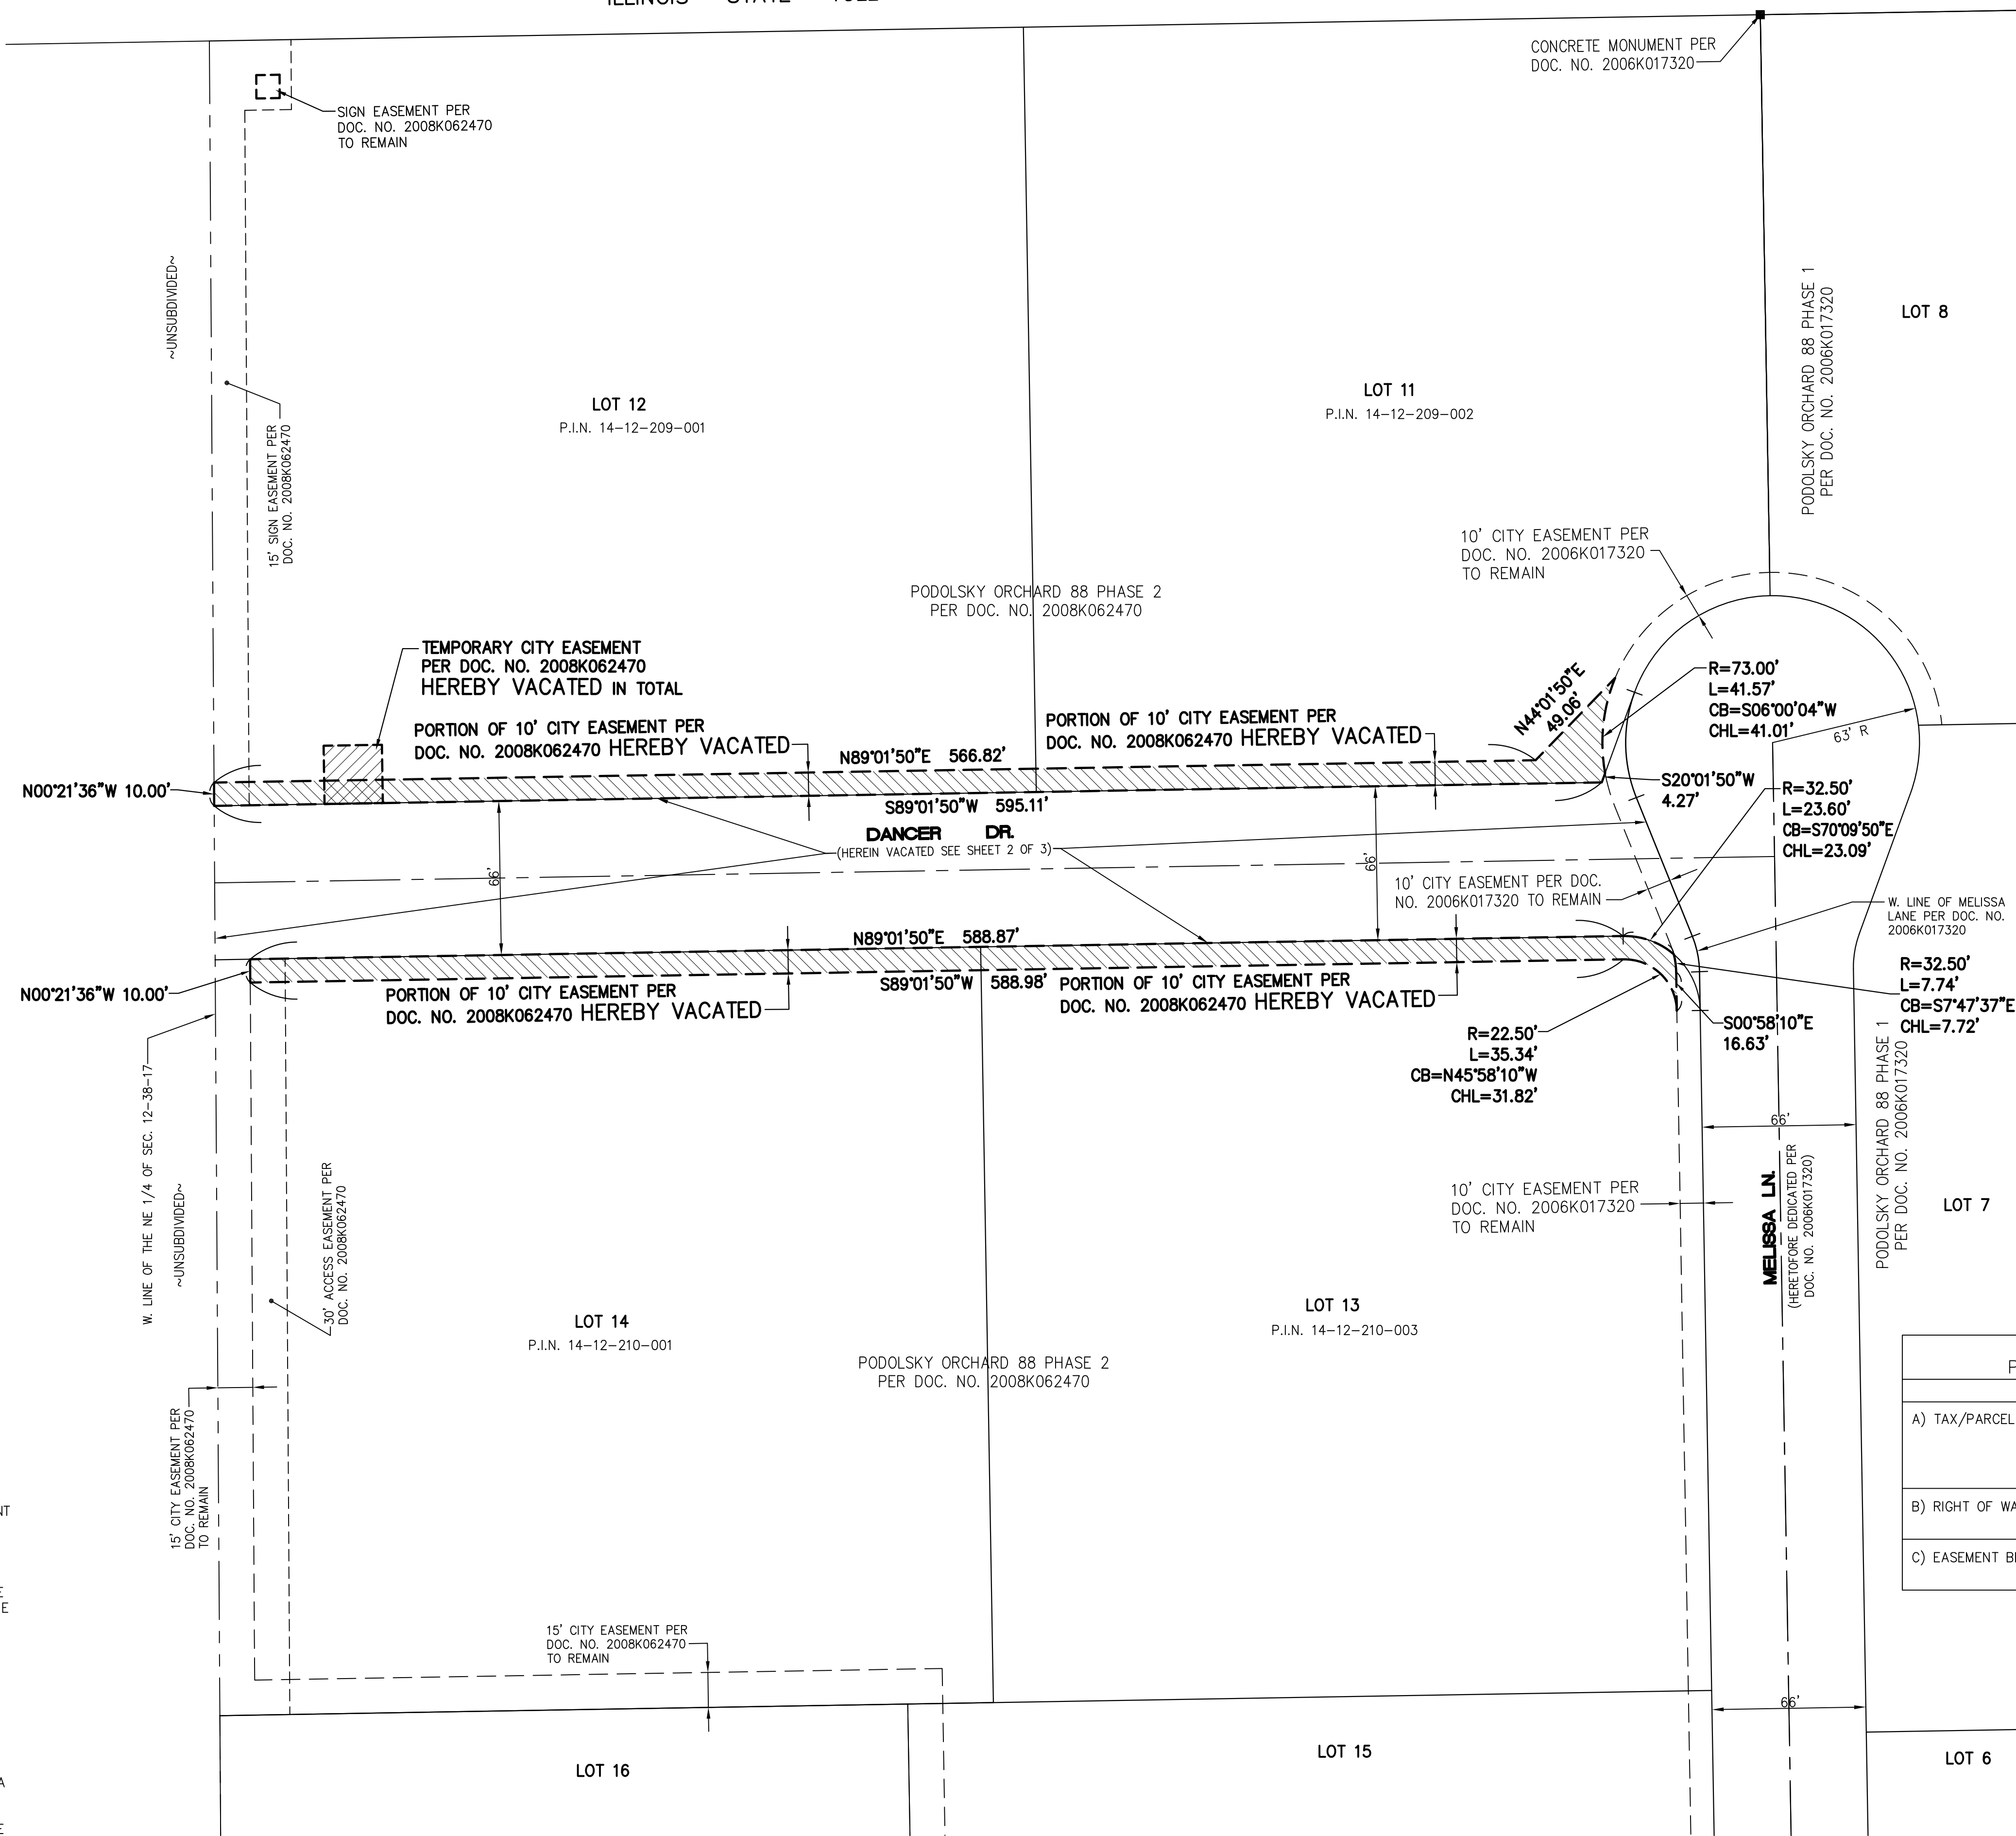 ILLINOIS STATE
CONCRETE MONUMENT PER
DOC. NO. 2006K017320
SIGN EASEMENT PER
DOC. NO. 2008K062470
TO REMAIN
~UNSUBDIVIDED~
15' SIGN EASEMENT PER
DOC. NO. 2008K062470
LOT 12
P.I.N. 14-12-209-001
LOT 11
P.I.N. 14-12-209-002
PODOLSKY ORCHARD 88 PHASE 1
PER DOC. NO. 2006K017320
LOT 8
10' CITY EASEMENT PER
DOC. NO. 2006K017320
TO REMAIN
PODOLSKY ORCHARD 88 PHASE 2
PER DOC. NO. 2008K062470
TEMPORARY CITY EASEMENT
PER DOC. NO. 2008K062470
HEREBY VACATED IN TOTAL
PORTION OF 10' CITY EASEMENT PER
DOC. NO. 2008K062470 HEREBY VACATED
PORTION OF 10' CITY EASEMENT PER
DOC. NO. 2008K062470 HEREBY VACATED
N44°01'50"E
49.06'
R=73.00'
L=41.57'
CB=S06°00'04"W
CHL=41.01'
63' R
N89°01'50"E 566.82'
N00°21'36"W 10.00'
S89°01'50"W 595.11'
S20°01'50"W
4.27'
R=32.50'
L=23.60'
CB=S70°09'50"E
CHL=23.09'
DANCER DR.
(HEREIN VACATED SEE SHEET 2 OF 3)
66'
66'
10' CITY EASEMENT PER DOC.
NO. 2006K017320 TO REMAIN
W. LINE OF MELISSA
LANE PER DOC. NO.
2006K017320
N89°01'50"E 588.87'
S89°01'50"W 588.98'
N00°21'36"W 10.00'
PORTION OF 10' CITY EASEMENT PER
DOC. NO. 2008K062470 HEREBY VACATED
PORTION OF 10' CITY EASEMENT PER
DOC. NO. 2008K062470 HEREBY VACATED
R=32.50'
L=7.74'
CB=S7°47'37"E
CHL=7.72'
S00°58'10"E
16.63'
R=22.50'
L=35.34'
CB=N45°58'10"W
CHL=31.82'
W. LINE OF THE NE 1/4 OF SEC. 12-38-17
~UNSUBDIVIDED~
30' ACCESS EASEMENT PER
DOC. NO. 2008K062470
66'
MELISSA LN.
(HERETOFORE DEDICATED PER
DOC. NO. 2006K017320)
PODOLSKY ORCHARD 88 PHASE 1
PER DOC. NO. 2006K017320
LOT 7
10' CITY EASEMENT PER
DOC. NO. 2006K017320
TO REMAIN
LOT 14
P.I.N. 14-12-210-001
LOT 13
P.I.N. 14-12-210-003
PODOLSKY ORCHARD 88 PHASE 2
PER DOC. NO. 2008K062470
15' CITY EASEMENT PER
DOC. NO. 2008K062470
TO REMAIN
A) TAX/PARCEL
B) RIGHT OF
C) EASEMENT
15' CITY EASEMENT PER
DOC. NO. 2008K062470
TO REMAIN
66'
LOT 16
LOT 15
LOT 6